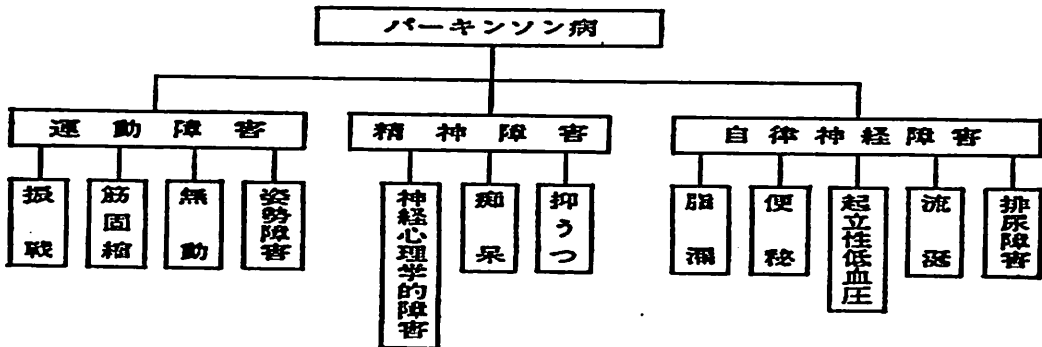 パーキンソン病
運動障害
精神障害
自律神経障害
振戦
筋固縮
無動
姿勢障害
神経心理学的障害
痴呆
抑うつ
脂漏
便秘
起立性低血圧
流涎
排尿障害